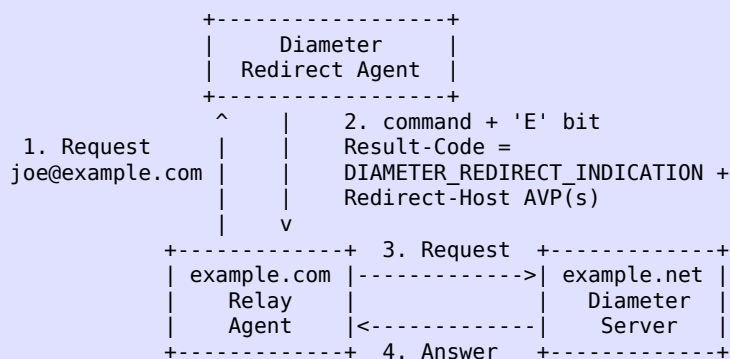 Diameter
Redirect Agent
2. command + 'E' bit
1. Request Result-Code =
joe@example.com DIAMETER_REDIRECT_INDICATION +
Redirect-Host AVP(s)
3. Request
example.com example.net
Relay Diameter
Agent Server
4. Answer